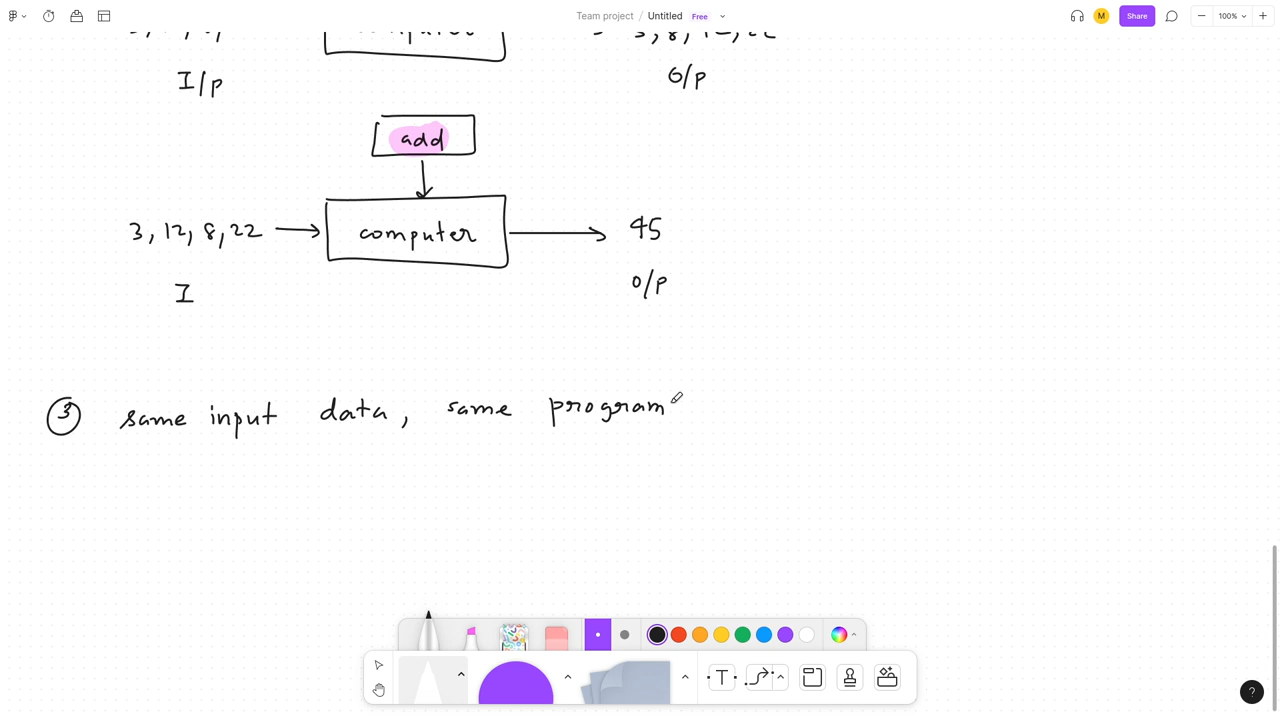 Team project / Untitled Free
M
Share
100%
I/p
O/p
add
3, 12, 8, 22
computer
45
I
O/P
3 same input data, same program
T
?